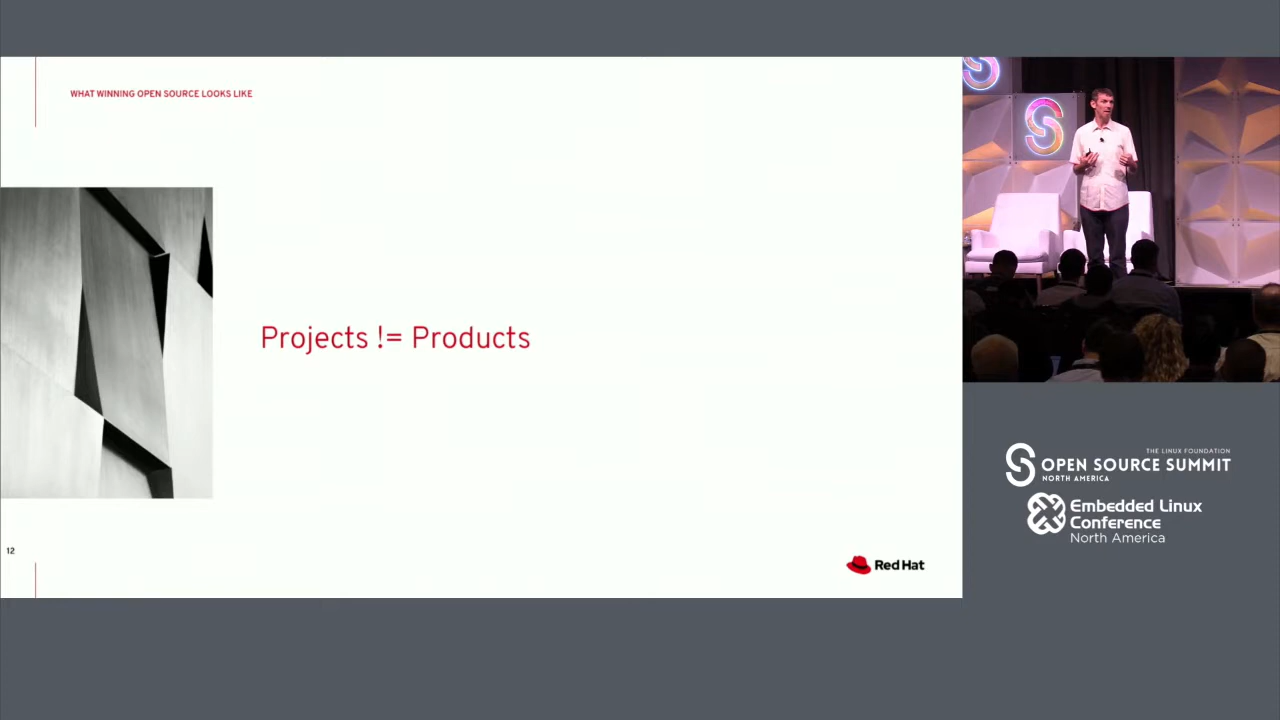 WHAT WINNING OPEN SOURCE LOOKS LIKE
Projects != Products
12
Red Hat
THE LINUX FOUNDATION
OPEN SOURCE SUMMIT
NORTH AMERICA
Embedded Linux
Conference
North America